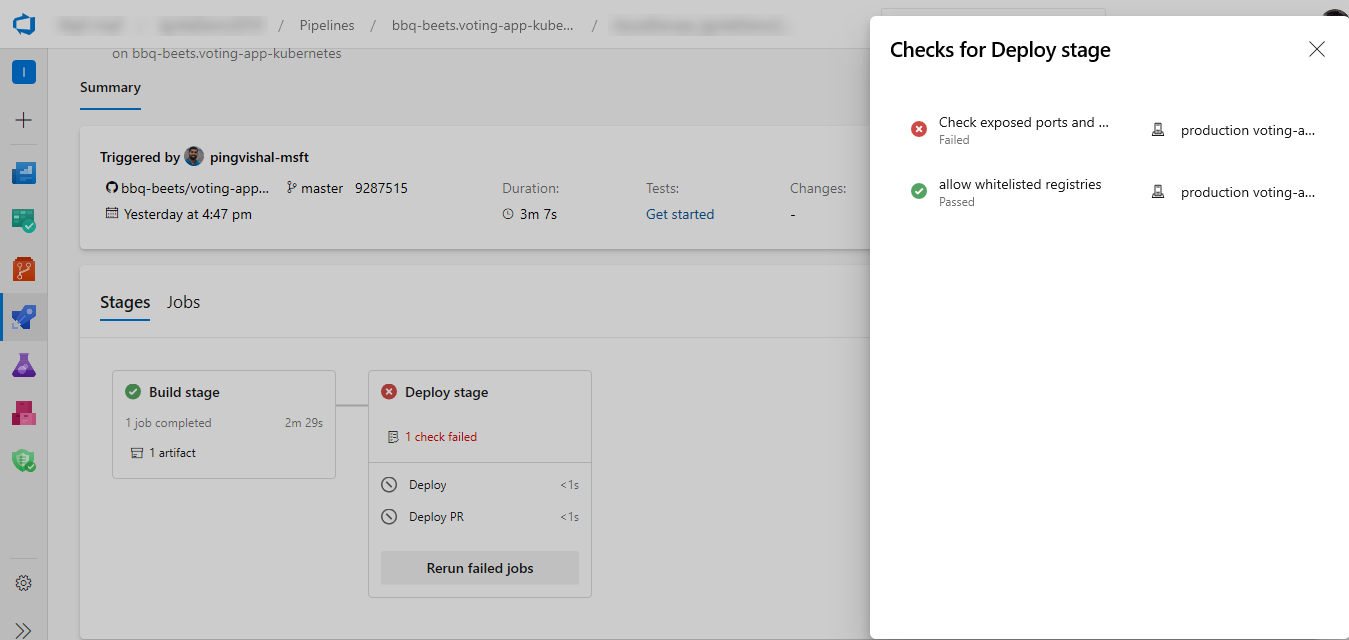 / Pipelines / bbq-beets.voting-app-kube... /
on bbq-beets.voting-app-kubernetes
I
Summary
Triggered by pingvishal-msft
bbq-beets/voting-app... master 9287515
Yesterday at 4:47 pm
Duration:
3m 7s
Tests:
Get started
Changes:
-
Stages Jobs
Build stage
1 job completed 2m 29s
1 artifact
Deploy stage
1 check failed
Deploy <1s
Deploy PR <1s
Rerun failed jobs
Checks for Deploy stage
Check exposed ports and ... production voting-a...
Failed
allow whitelisted registries production voting-a...
Passed